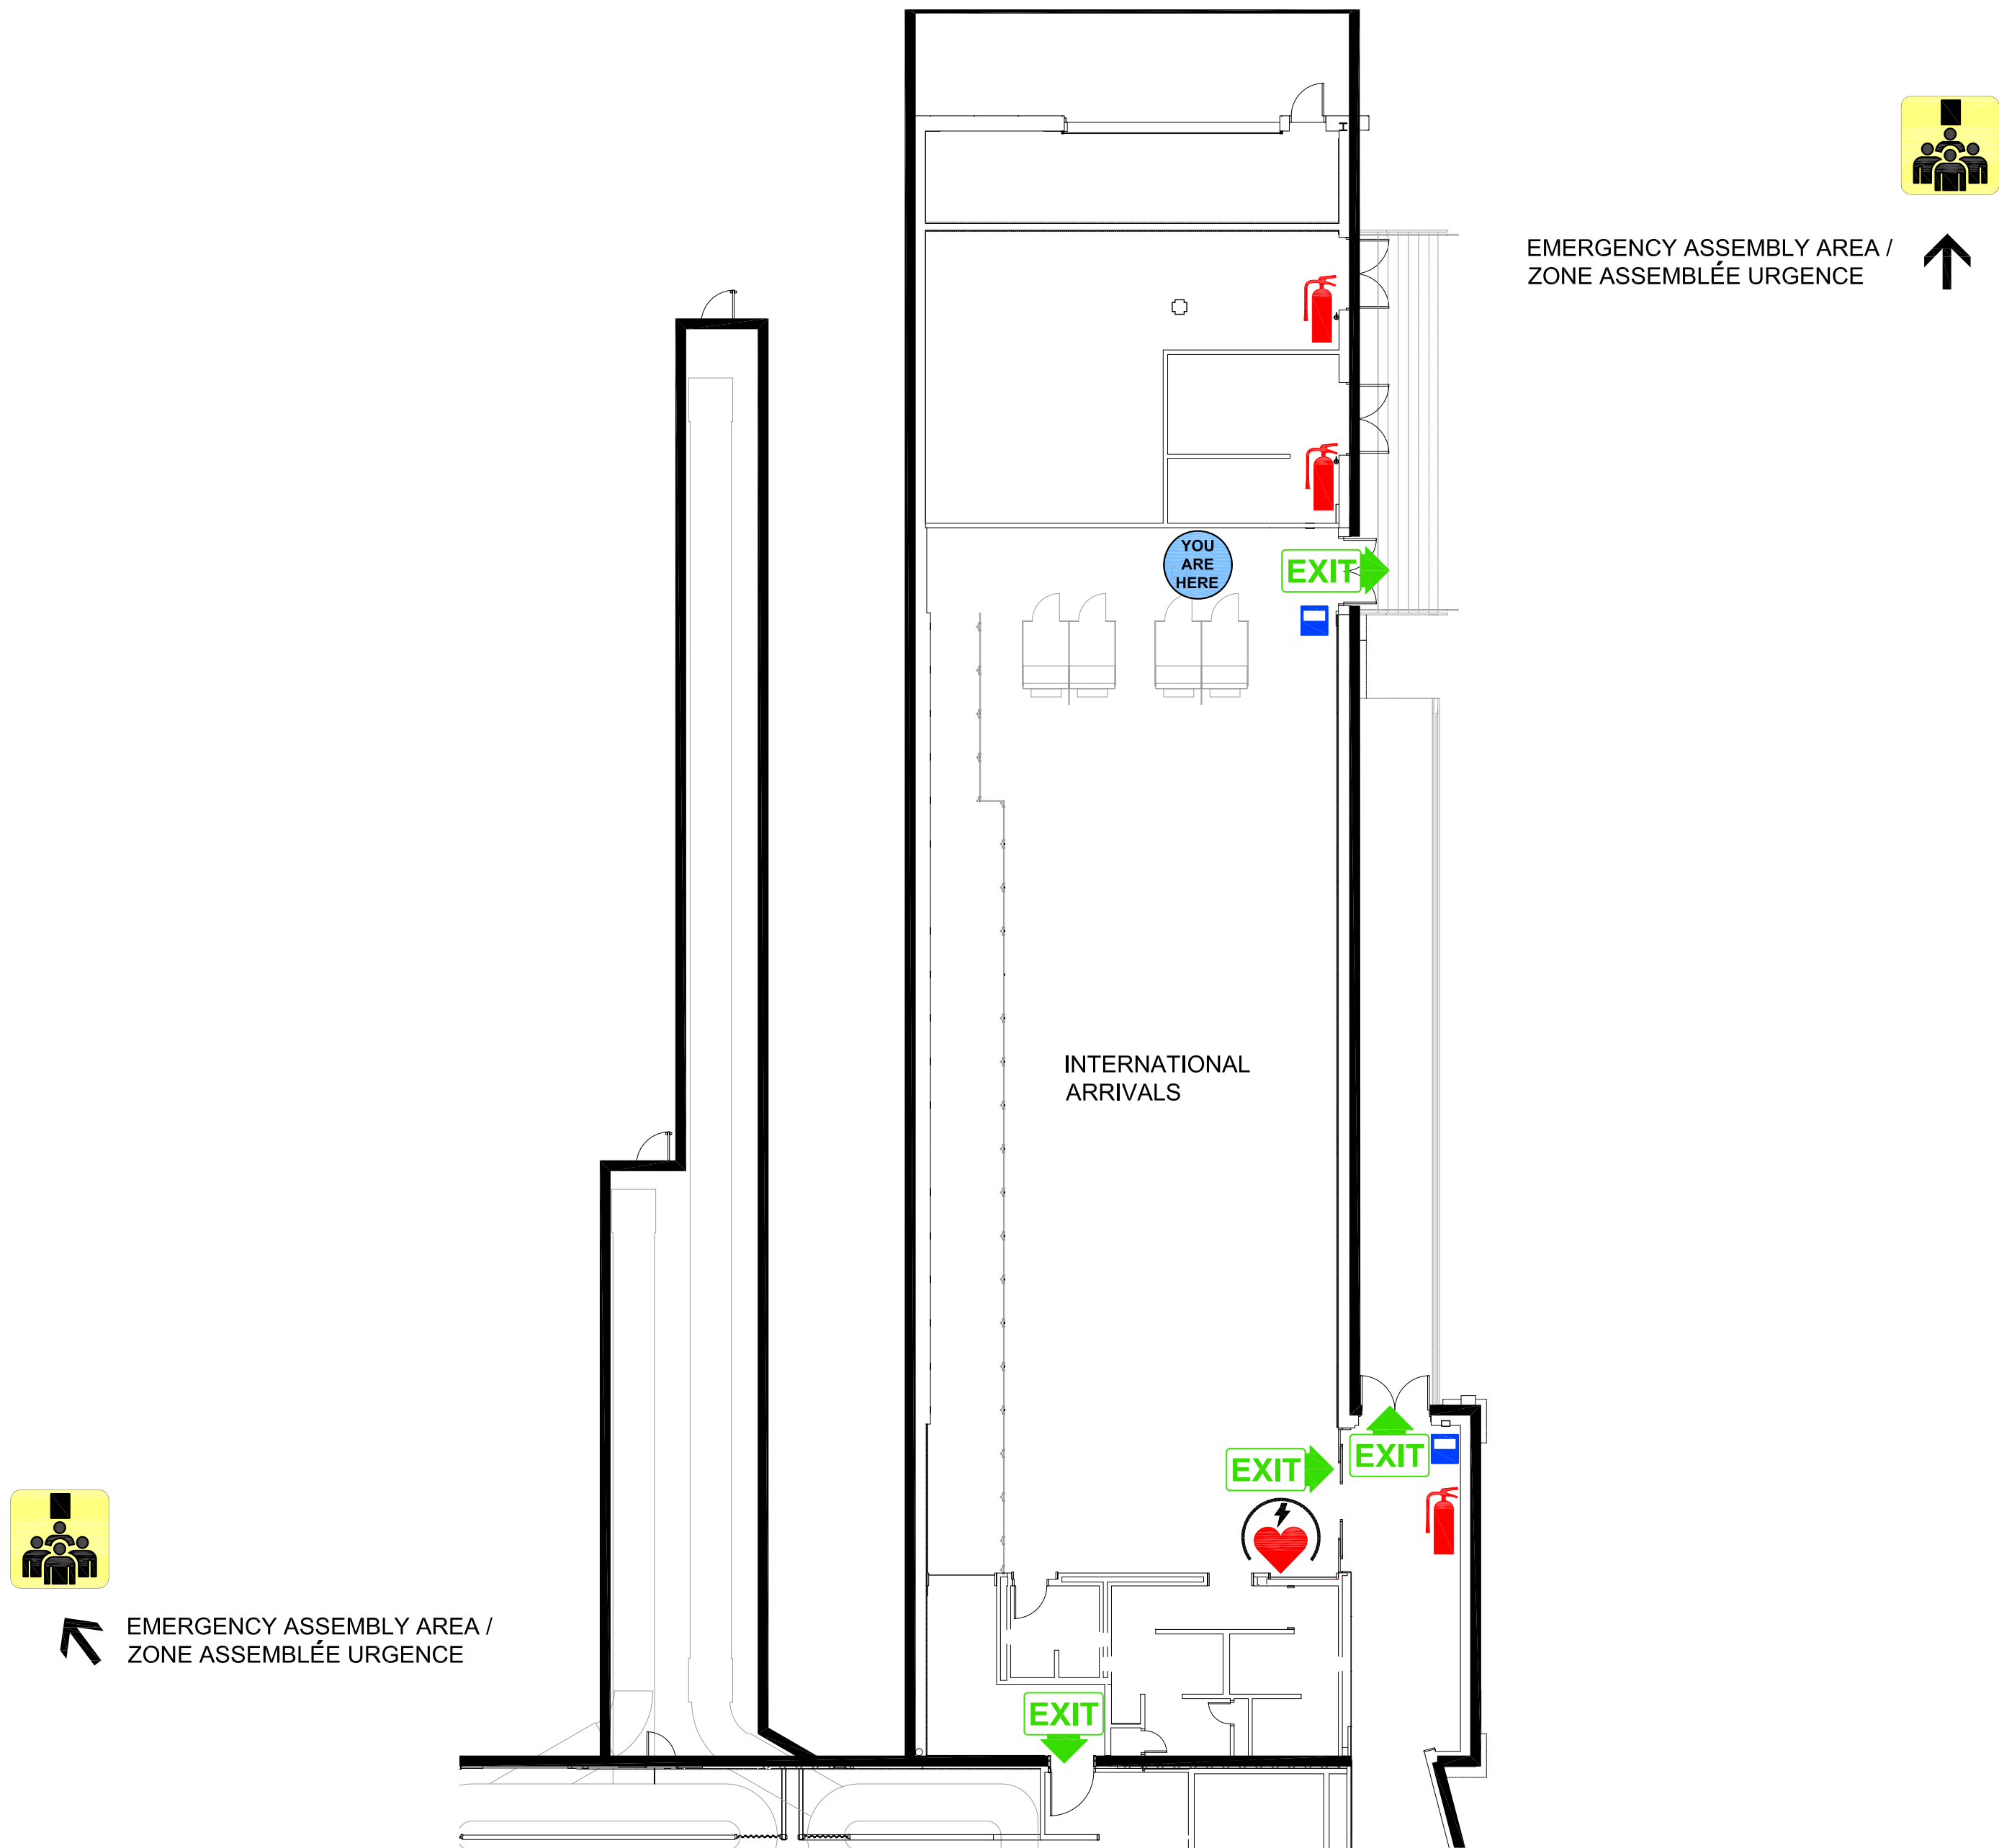 EMERGENCY ASSEMBLY AREA /
ZONE ASSEMBLÉE URGENCE
YOU
ARE
HERE
EXIT
INTERNATIONAL
ARRIVALS
EXIT
EXIT
EMERGENCY ASSEMBLY AREA /
ZONE ASSEMBLÉE URGENCE
EXIT